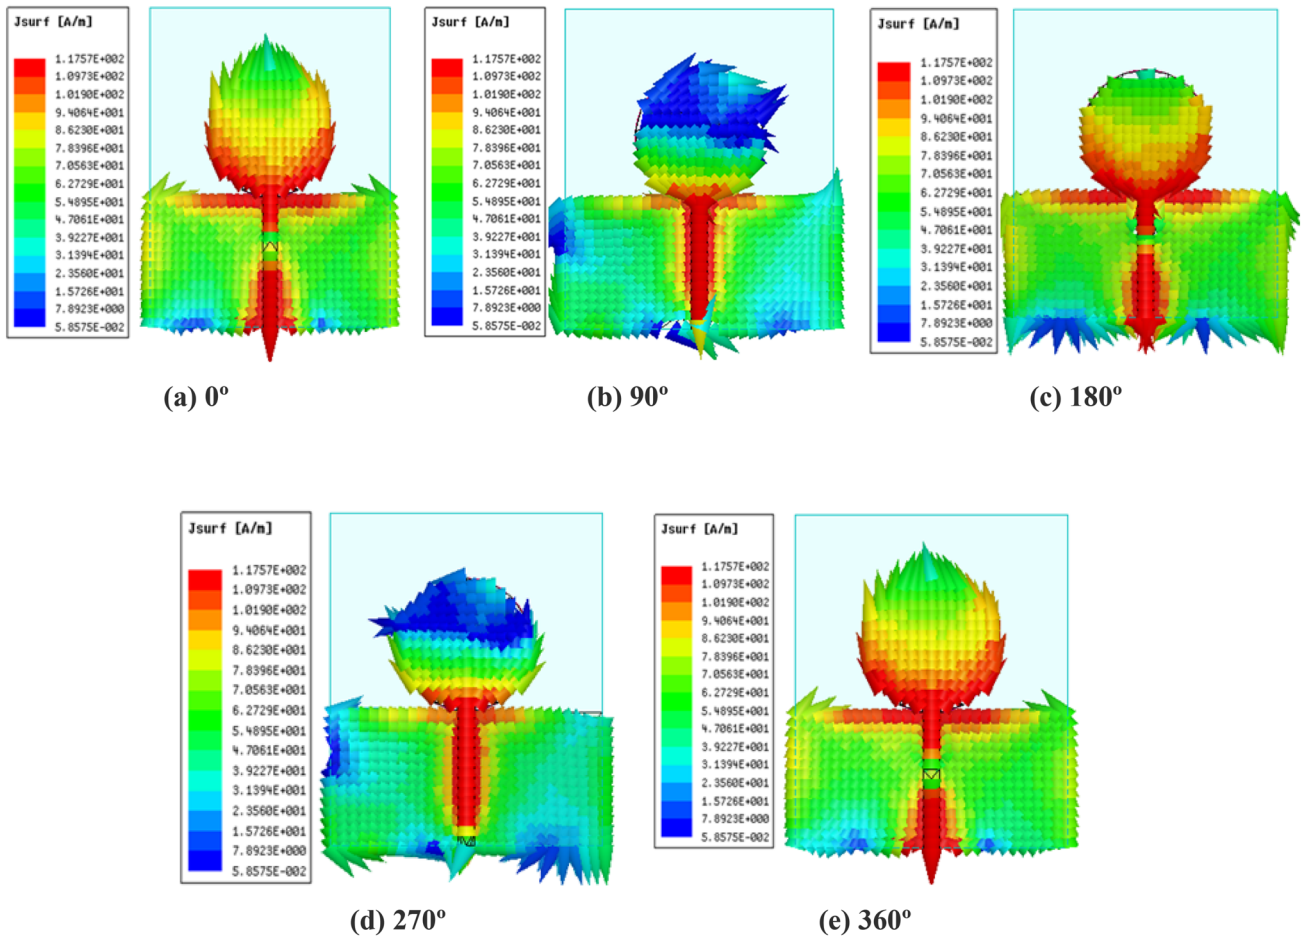 Jsurf [A/m]
1.1757E+002
1.0973E+002
1.0190E+002
9.4064E+001
8.6230E+001
7.8396E+001
7.0563E+001
6.2729E+001
5.4895E+001
4.7061E+001
3.9227E+001
3.1394E+001
2.3560E+001
1.5726E+001
7.8923E+000
5.8575E-002
(a) 0º
Jsurf [A/m]
1.1757E+002
1.0973E+002
1.0190E+002
9.4064E+001
8.6230E+001
7.8396E+001
7.0563E+001
6.2729E+001
5.4895E+001
4.7061E+001
3.9227E+001
3.1394E+001
2.3560E+001
1.5726E+001
7.8923E+000
5.8575E-002
(b) 90º
Jsurf [A/m]
1.1757E+002
1.0973E+002
1.0190E+002
9.4064E+001
8.6230E+001
7.8396E+001
7.0563E+001
6.2729E+001
5.4895E+001
4.7061E+001
3.9227E+001
3.1394E+001
2.3560E+001
1.5726E+001
7.8923E+000
5.8575E-002
(c) 180º
Jsurf [A/m]
1.1757E+002
1.0973E+002
1.0190E+002
9.4064E+001
8.6230E+001
7.8396E+001
7.0563E+001
6.2729E+001
5.4895E+001
4.7061E+001
3.9227E+001
3.1394E+001
2.3560E+001
1.5726E+001
7.8923E+000
5.8575E-002
(d) 270º
Jsurf [A/m]
1.1757E+002
1.0973E+002
1.0190E+002
9.4064E+001
8.6230E+001
7.8396E+001
7.0563E+001
6.2729E+001
5.4895E+001
4.7061E+001
3.9227E+001
3.1394E+001
2.3560E+001
1.5726E+001
7.8923E+000
5.8575E-002
(e) 360º